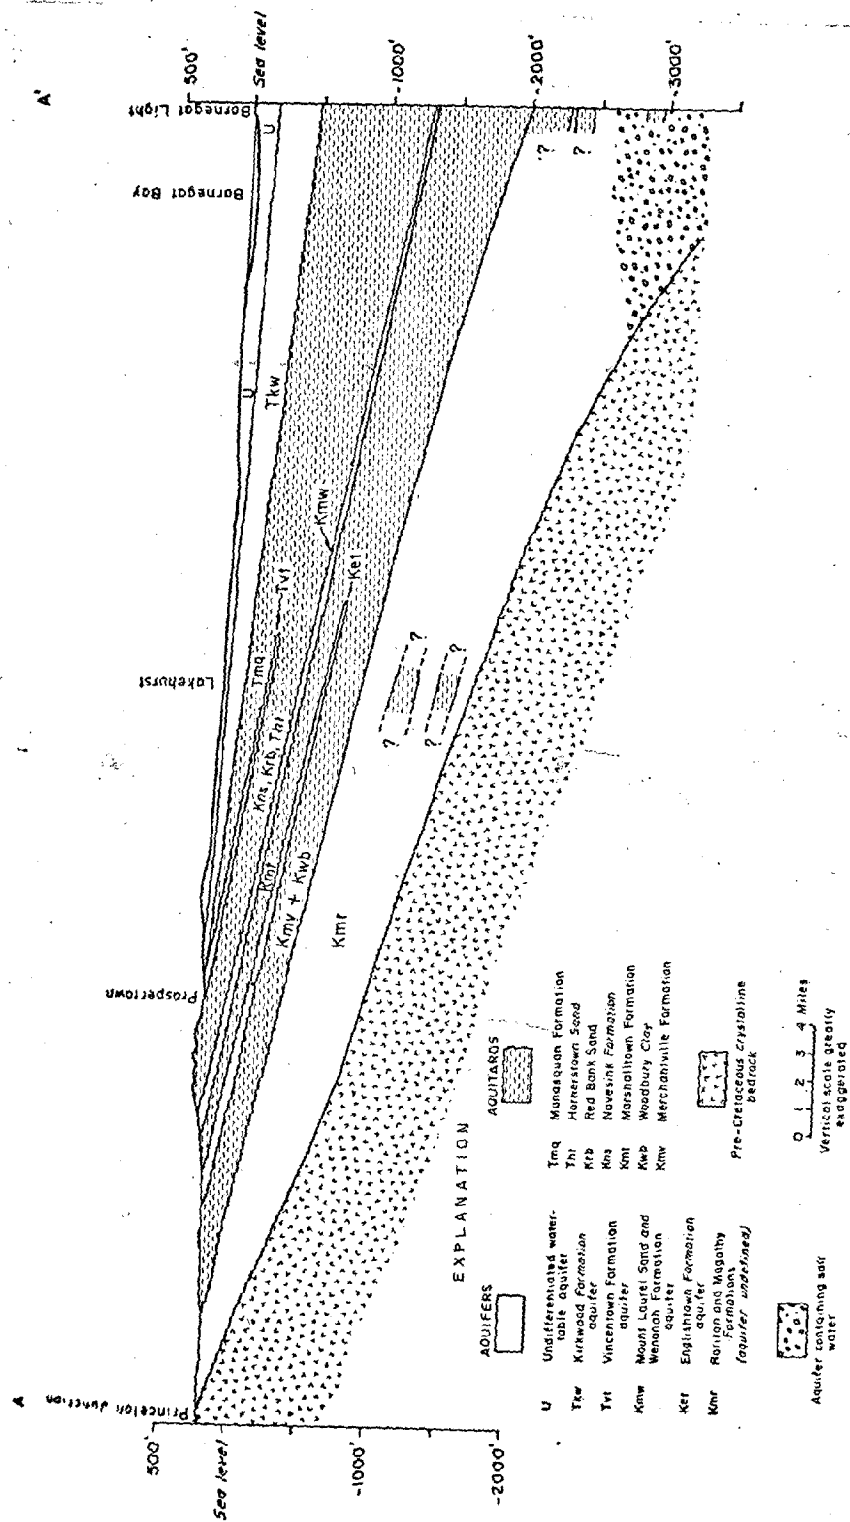 A
A'
Princeton Junction
Prospertown
Lakehurst
Barnegat Bay
Barnegat Light
500'
Sea level
-1000'
-2000'
500'
Sea level
-1000'
-2000'
-3000'
U
U
Tkw
Tmq
Tvt
Kns, Krb, Tht
Kmw
Kmt
Ket
Kmv + Kwb
Kmr
?
?
?
?
?
?
EXPLANATION
AQUIFERS
U Undifferentiated water-
table aquifer
Tkw Kirkwood Formation
aquifer
Tvt Vincentown Formation
aquifer
Kmw Mount Laurel Sand and
Wenonah Formation
aquifer
Ket Englishtown Formation
aquifer
Kmr Raritan and Magothy
Formations
(aquifer undefined)
Aquifer containing salt
water
AQUITARDS
Tmq Manasquan Formation
Tht Hornerstown Sand
Krb Red Bank Sand
Kns Navesink Formation
Kmt Marshalltown Formation
Kwb Woodbury Clay
Kmv Merchantville Formation
Pre-Cretaceous crystalline
bedrock
0 1 2 3 4 Miles
Vertical scale greatly
exaggerated